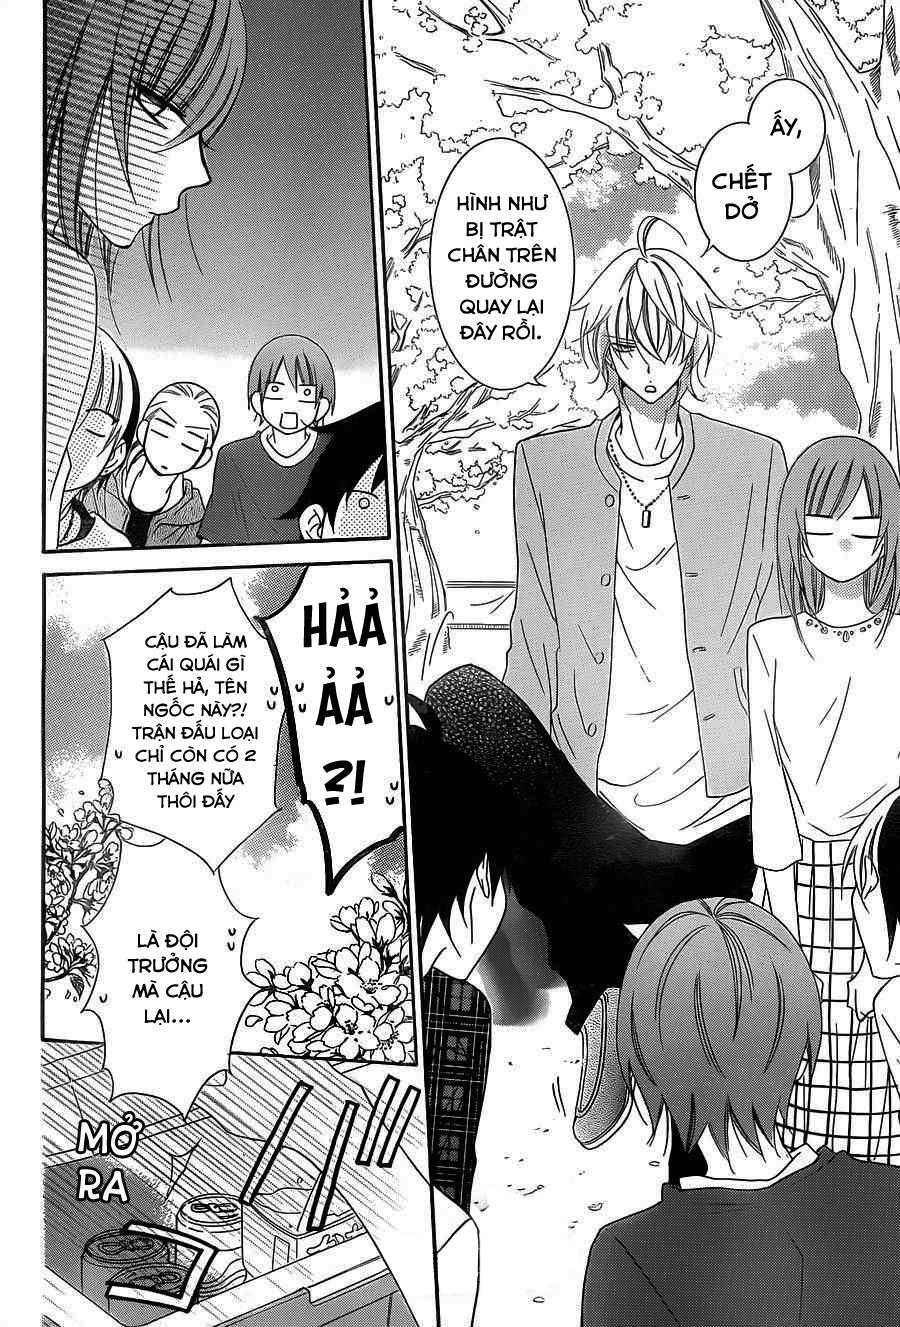 ẤY,
CHẾT
DỞ
HÌNH NHƯ
BỊ TRẬT
CHÂN TRÊN
ĐƯỜNG
QUAY LẠI
ĐÂY RỒI.
HẢẢ
ẢẢ
?!
CẬU ĐÃ LÀM
CÁI QUÁI GÌ
THẾ HẢ, TÊN
NGỐC NÀY?!
TRẬN ĐẤU LOẠI
CHỈ CÒN CÓ 2
THÁNG NỮA
THÔI ĐẤY
LÀ ĐỘI
TRƯỞNG
MÀ CẬU
LẠI...
MỞ
RA